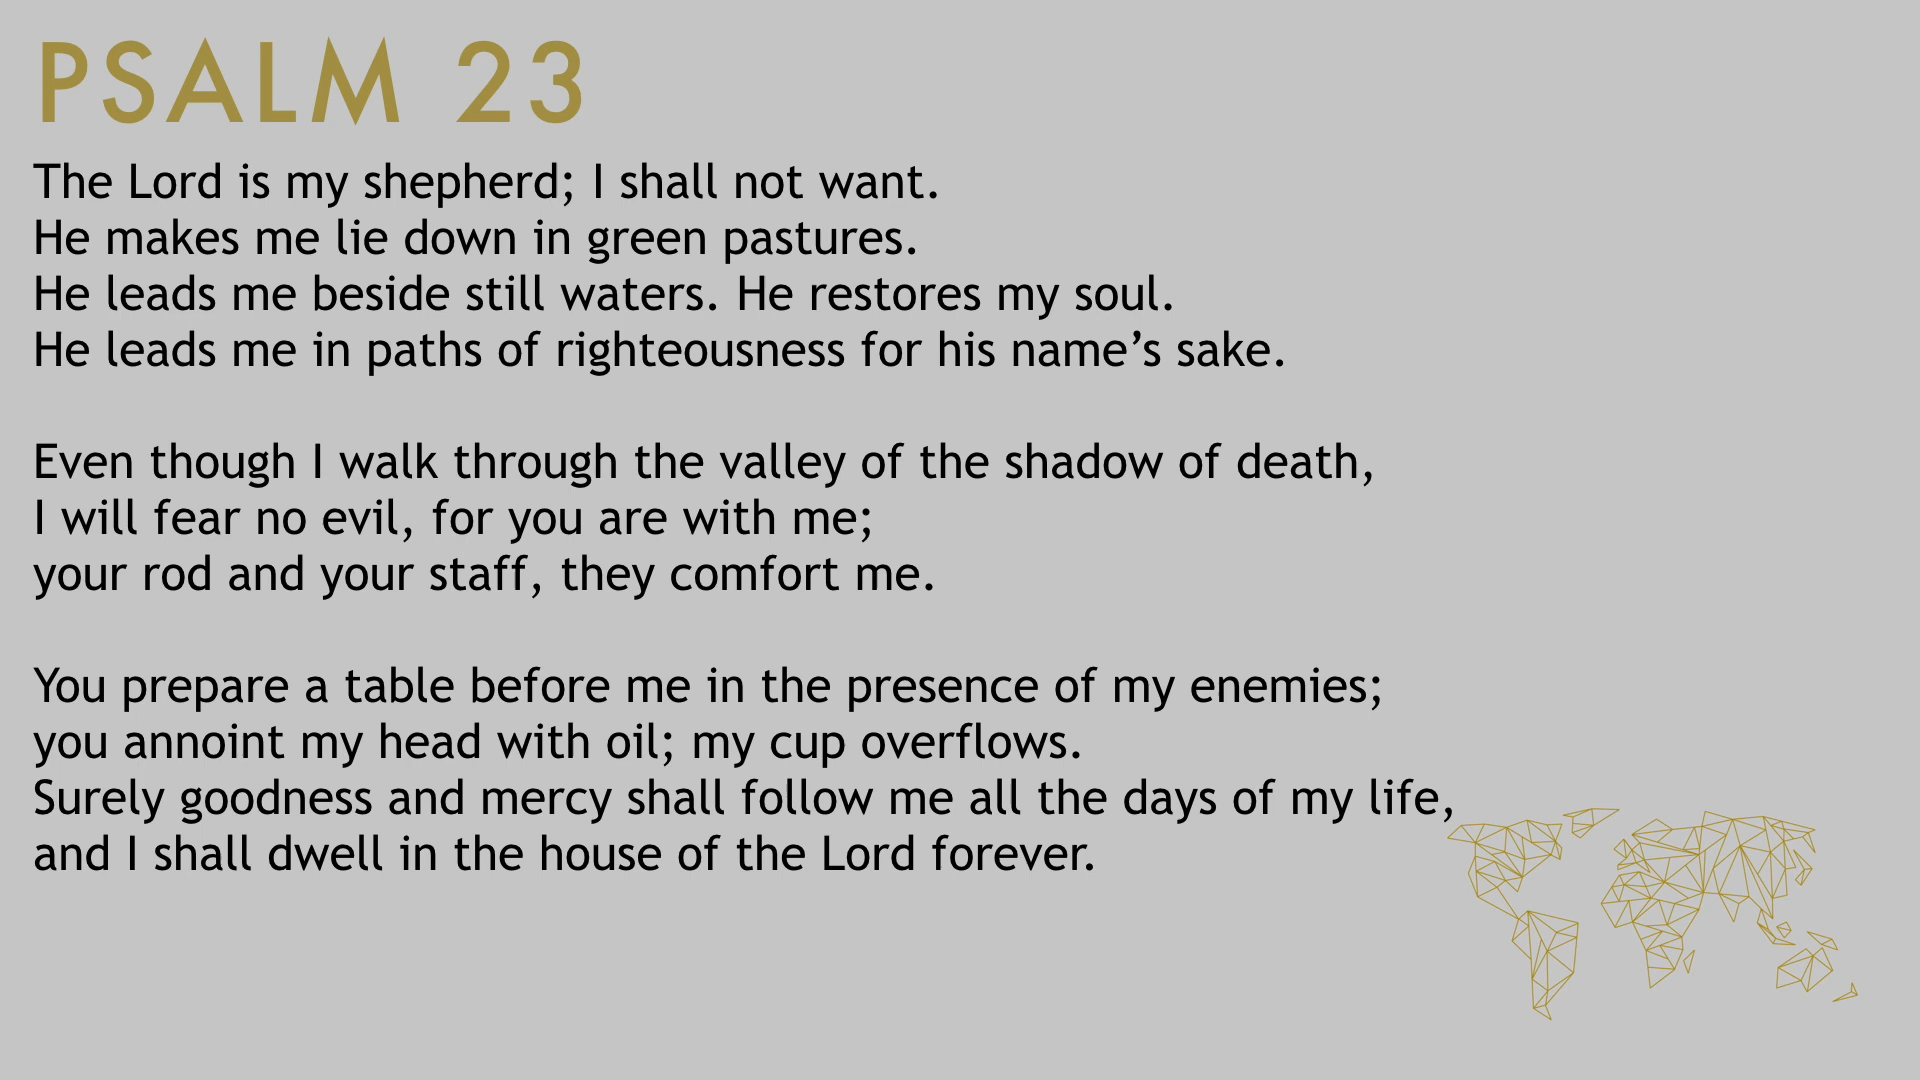 PSALM 23
The Lord is my shepherd; I shall not want.
He makes me lie down in green pastures.
He leads me beside still waters. He restores my soul.
He leads me in paths of righteousness for his name’s sake.
Even though I walk through the valley of the shadow of death,
I will fear no evil, for you are with me;
your rod and your staff, they comfort me.
You prepare a table before me in the presence of my enemies;
you annoint my head with oil; my cup overflows.
Surely goodness and mercy shall follow me all the days of my life,
and I shall dwell in the house of the Lord forever.